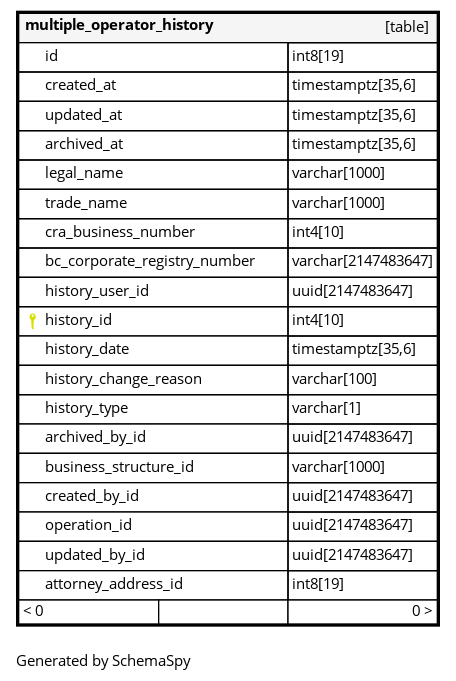 multiple_operator_history [table]
id int8[19]
created_at timestamptz[35,6]
updated_at timestamptz[35,6]
archived_at timestamptz[35,6]
legal_name varchar[1000]
trade_name varchar[1000]
cra_business_number int4[10]
bc_corporate_registry_number varchar[2147483647]
history_user_id uuid[2147483647]
history_id int4[10]
history_date timestamptz[35,6]
history_change_reason varchar[100]
history_type varchar[1]
archived_by_id uuid[2147483647]
business_structure_id varchar[1000]
created_by_id uuid[2147483647]
operation_id uuid[2147483647]
updated_by_id uuid[2147483647]
attorney_address_id int8[19]
< 0 0 >
Generated by SchemaSpy